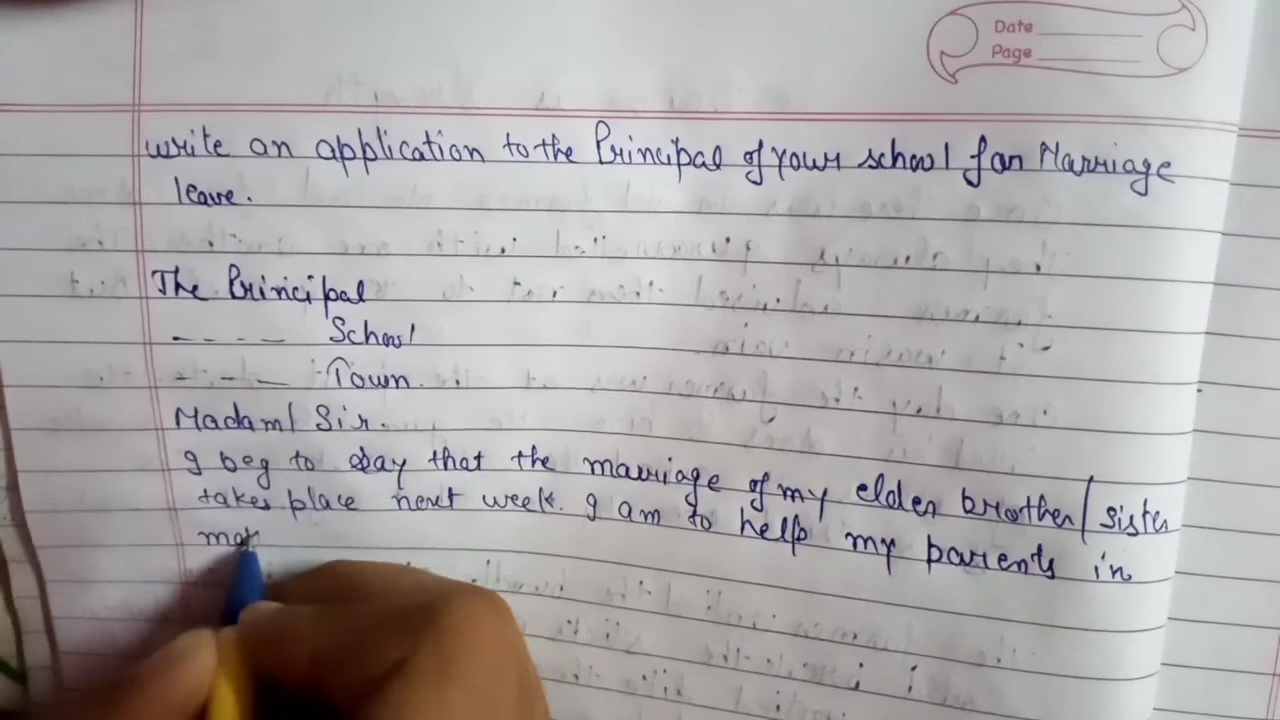 Date
Page
write an application to the Principal of your school for Marriage
leave.
The Principal
---- School
--- Town.
Madam/ Sir.
I beg to say that the marriage of my elder brother/ sister
takes place next week. I am to help my parents in